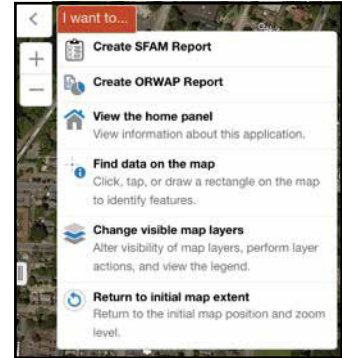 I want to...
Create SFAM Report
Create ORWAP Report
View the home panel
View information about this application.
Find data on the map
Click, tap, or draw a rectangle on the map
to identify features.
Change visible map layers
Alter visibility of map layers, perform layer
actions, and view the legend.
Return to initial map extent
Return to the initial map position and zoom
level.